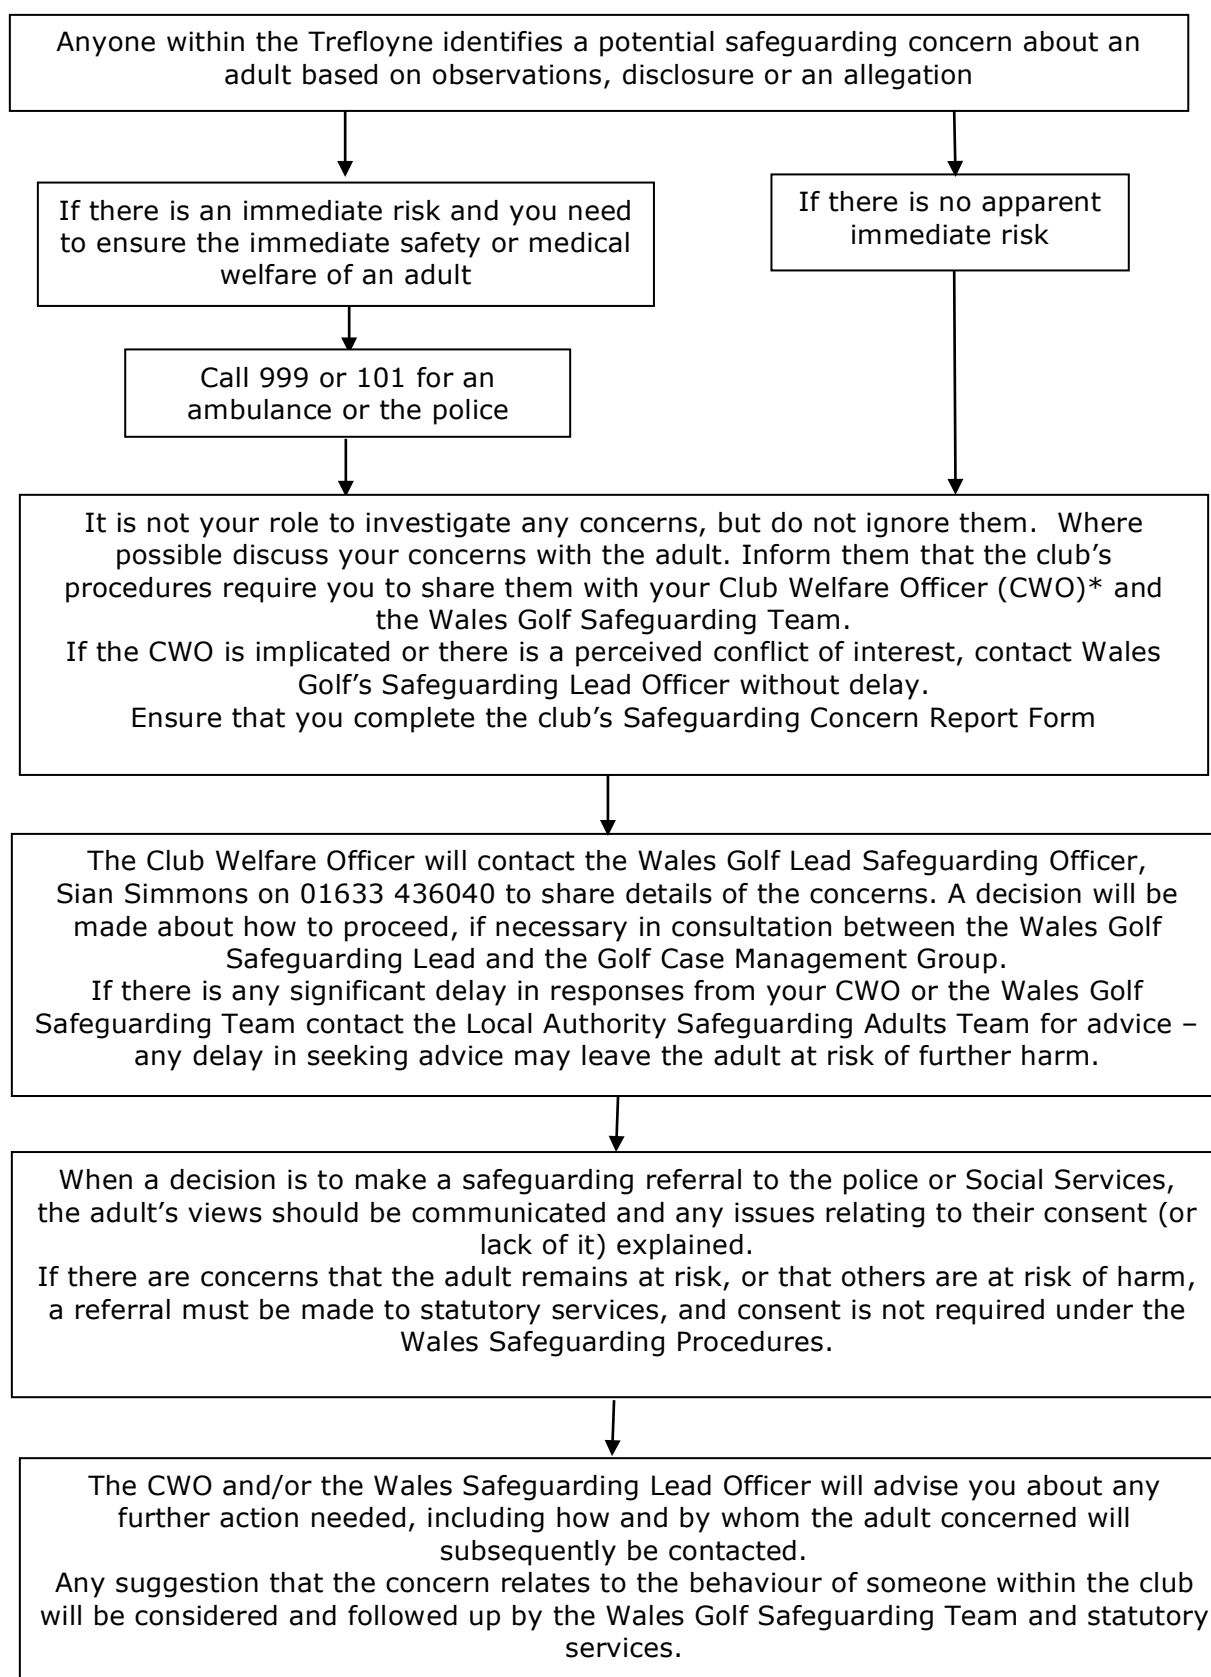 Anyone within the Trefloyne identifies a potential safeguarding concern about an
adult based on observations, disclosure or an allegation
If there is an immediate risk and you need
to ensure the immediate safety or medical
welfare of an adult
If there is no apparent
immediate risk
Call 999 or 101 for an
ambulance or the police
It is not your role to investigate any concerns, but do not ignore them.  Where
possible discuss your concerns with the adult. Inform them that the club’s
procedures require you to share them with your Club Welfare Officer (CWO)* and
the Wales Golf Safeguarding Team.
If the CWO is implicated or there is a perceived conflict of interest, contact Wales
Golf’s Safeguarding Lead Officer without delay.
Ensure that you complete the club’s Safeguarding Concern Report Form
The Club Welfare Officer will contact the Wales Golf Lead Safeguarding Officer,
Sian Simmons on 01633 436040 to share details of the concerns. A decision will be
made about how to proceed, if necessary in consultation between the Wales Golf
Safeguarding Lead and the Golf Case Management Group.
If there is any significant delay in responses from your CWO or the Wales Golf
Safeguarding Team contact the Local Authority Safeguarding Adults Team for advice –
any delay in seeking advice may leave the adult at risk of further harm.
When a decision is to make a safeguarding referral to the police or Social Services,
the adult’s views should be communicated and any issues relating to their consent (or
lack of it) explained.
If there are concerns that the adult remains at risk, or that others are at risk of harm,
a referral must be made to statutory services, and consent is not required under the
Wales Safeguarding Procedures.
The CWO and/or the Wales Safeguarding Lead Officer will advise you about any
further action needed, including how and by whom the adult concerned will
subsequently be contacted.
Any suggestion that the concern relates to the behaviour of someone within the club
will be considered and followed up by the Wales Golf Safeguarding Team and statutory
services.